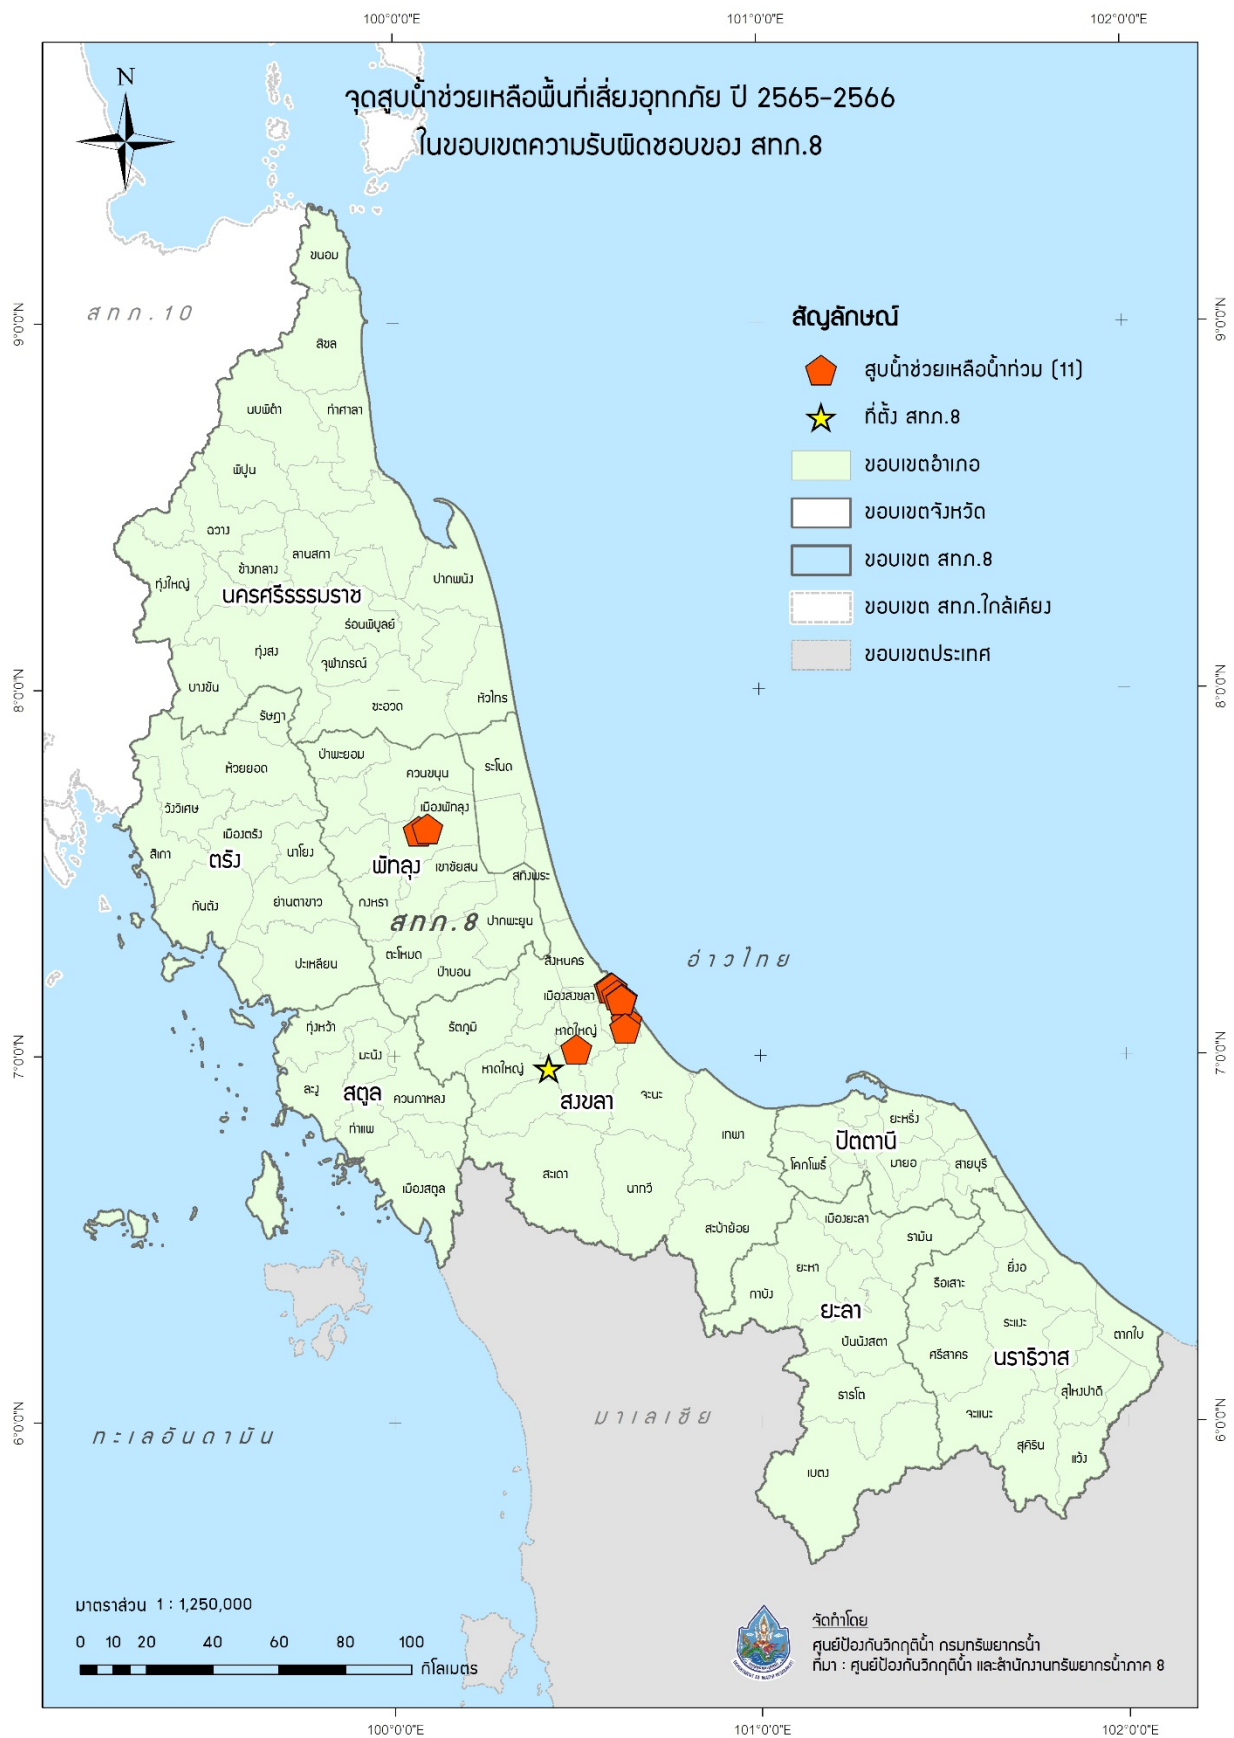 100°0'0"E 101°0'0"E 102°0'0"E
N
จุดสูบน้ำช่วยเหลือพื้นที่เสี่ยงอุทกภัย ปี 2565-2566
ในขอบเขตความรับผิดชอบของ สทภ.8
ขนอม
สทภ.10
สัญลักษณ์
9°0'0"N 9°0'0"N
สิชล
สูบน้ำช่วยเหลือน้ำท่วม (11)
นบพิตำ ท่าศาลา
ที่ตั้ง สทภ.8
พิปูน
ขอบเขตอำเภอ
ขอบเขตจังหวัด
ฉวาง
ลานสกา
ขอบเขต สทภ.8
ช้างกลาง
ทุ่งใหญ่
ปากพนัง
นครศรีธรรมราช
ขอบเขต สทภ.ใกล้เคียง
ร่อนพิบูลย์
ทุ่งสง
จุฬาภรณ์
ขอบเขตประเทศ
บางขัน
8°0'0"N 8°0'0"N
หัวไทร
ชะอวด
รัษฎา
ป่าพะยอม
ห้วยยอด
ควนขนุน
ระโนด
วังวิเศษ
เมืองพัทลุง
เมืองตรัง
สิเกา
นาโยง
ตรัง
พัทลุง
เขาชัยสน
สทิงพระ
กันตัง
ย่านตาขาว
กงหรา
สทภ.8
ปากพะยูน
ตะโหมด
ปะเหลียน
ป่าบอน
สิงหนคร
อ่าวไทย
เมืองสงขลา
ทุ่งหว้า
รัตภูมิ
หาดใหญ่
มะนัง
7°0'0"N 7°0'0"N
หาดใหญ่
ละงู
สตูล
ควนกาหลง
สงขลา
จะนะ
ท่าแพ
เทพา
ปัตตานี
ยะหริ่ง
โคกโพธิ์
มายอ
สายบุรี
สะเดา
นาทวี
เมืองสตูล
สะบ้าย้อย
เมืองยะลา
รามัน
ยะหา
ยี่งอ
รือเสาะ
กาบัง
ยะลา
ระแงะ
ตากใบ
บันนังสตา
ศรีสาคร
นราธิวาส
ธารโต
สุไหงปาดี
มาเลเซีย
จะแนะ
6°0'0"N 6°0'0"N
ทะเลอันดามัน
สุคิริน
แว้ง
เบตง
มาตราส่วน 1 : 1,250,000
0 10 20 40 60 80 100
กิโลเมตร
จัดทำโดย
ศูนย์ป้องกันวิกฤติน้ำ กรมทรัพยากรน้ำ
ที่มา : ศูนย์ป้องกันวิกฤติน้ำ และสำนักงานทรัพยากรน้ำภาค 8
100°0'0"E 101°0'0"E 102°0'0"E